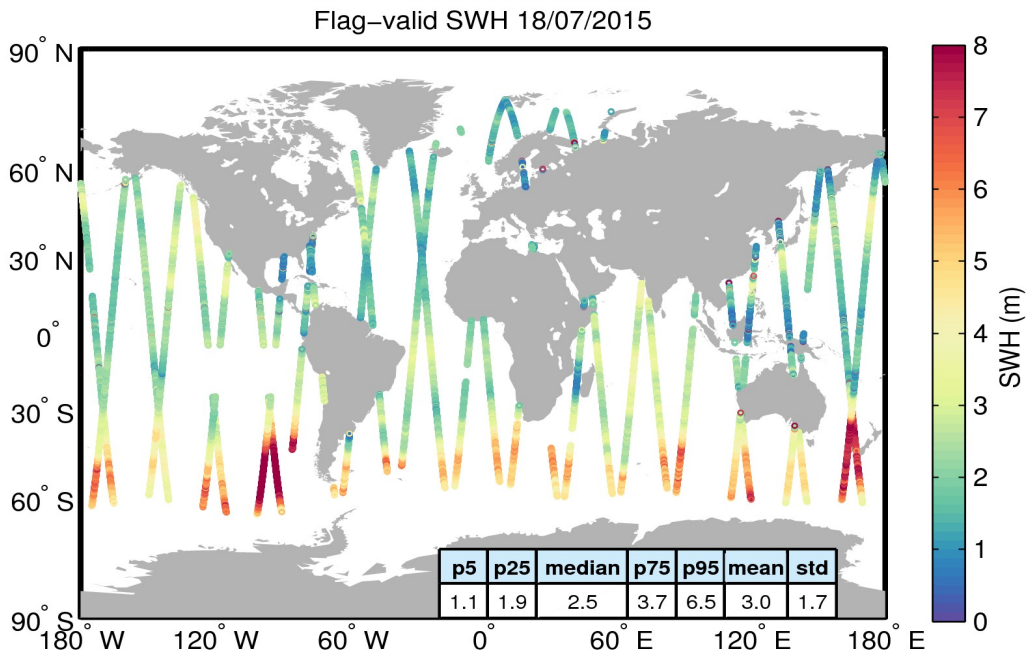 Flag−valid SWH 18/07/2015
90° N
60° N
30° N
0°
30° S
60° S
90° S
180° W
120° W
60° W
0°
60° E
120° E
180° E
p5 p25 median p75 p95 mean std
1.1 1.9 2.5 3.7 6.5 3.0 1.7
8
7
6
5
4
3
2
1
0
SWH (m)